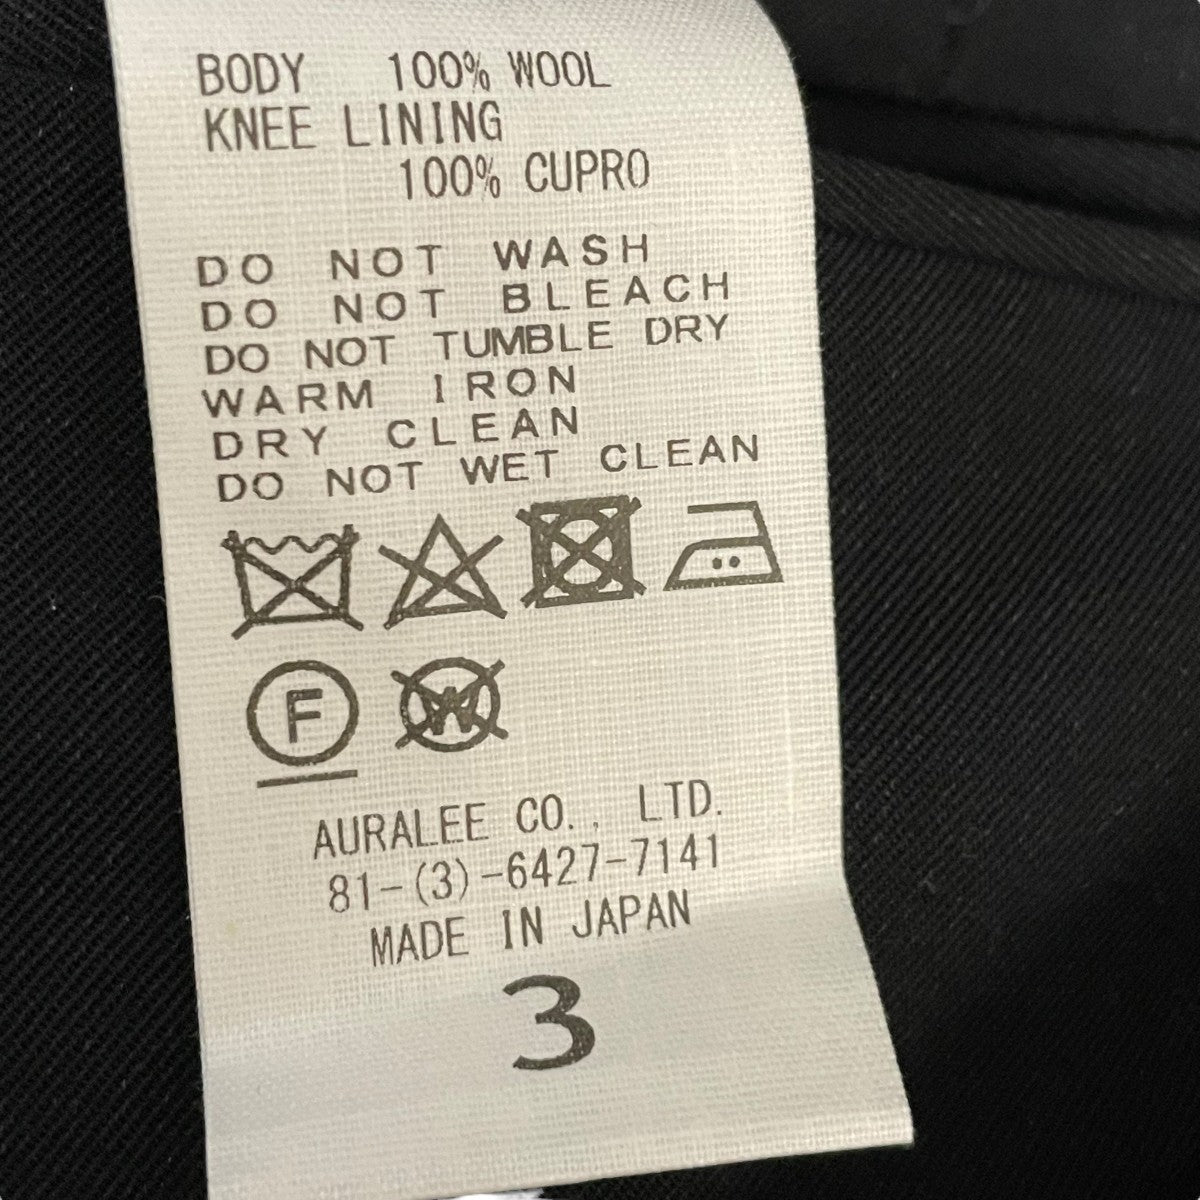 BODY 100% WOOL
KNEE LINING
100% CUPRO
DO NOT WASH
DO NOT BLEACH
DO NOT TUMBLE DRY
WARM IRON
DRY CLEAN
DO NOT WET CLEAN
F W
AURALEE CO., LTD.
81-(3)-6427-7141
MADE IN JAPAN
3